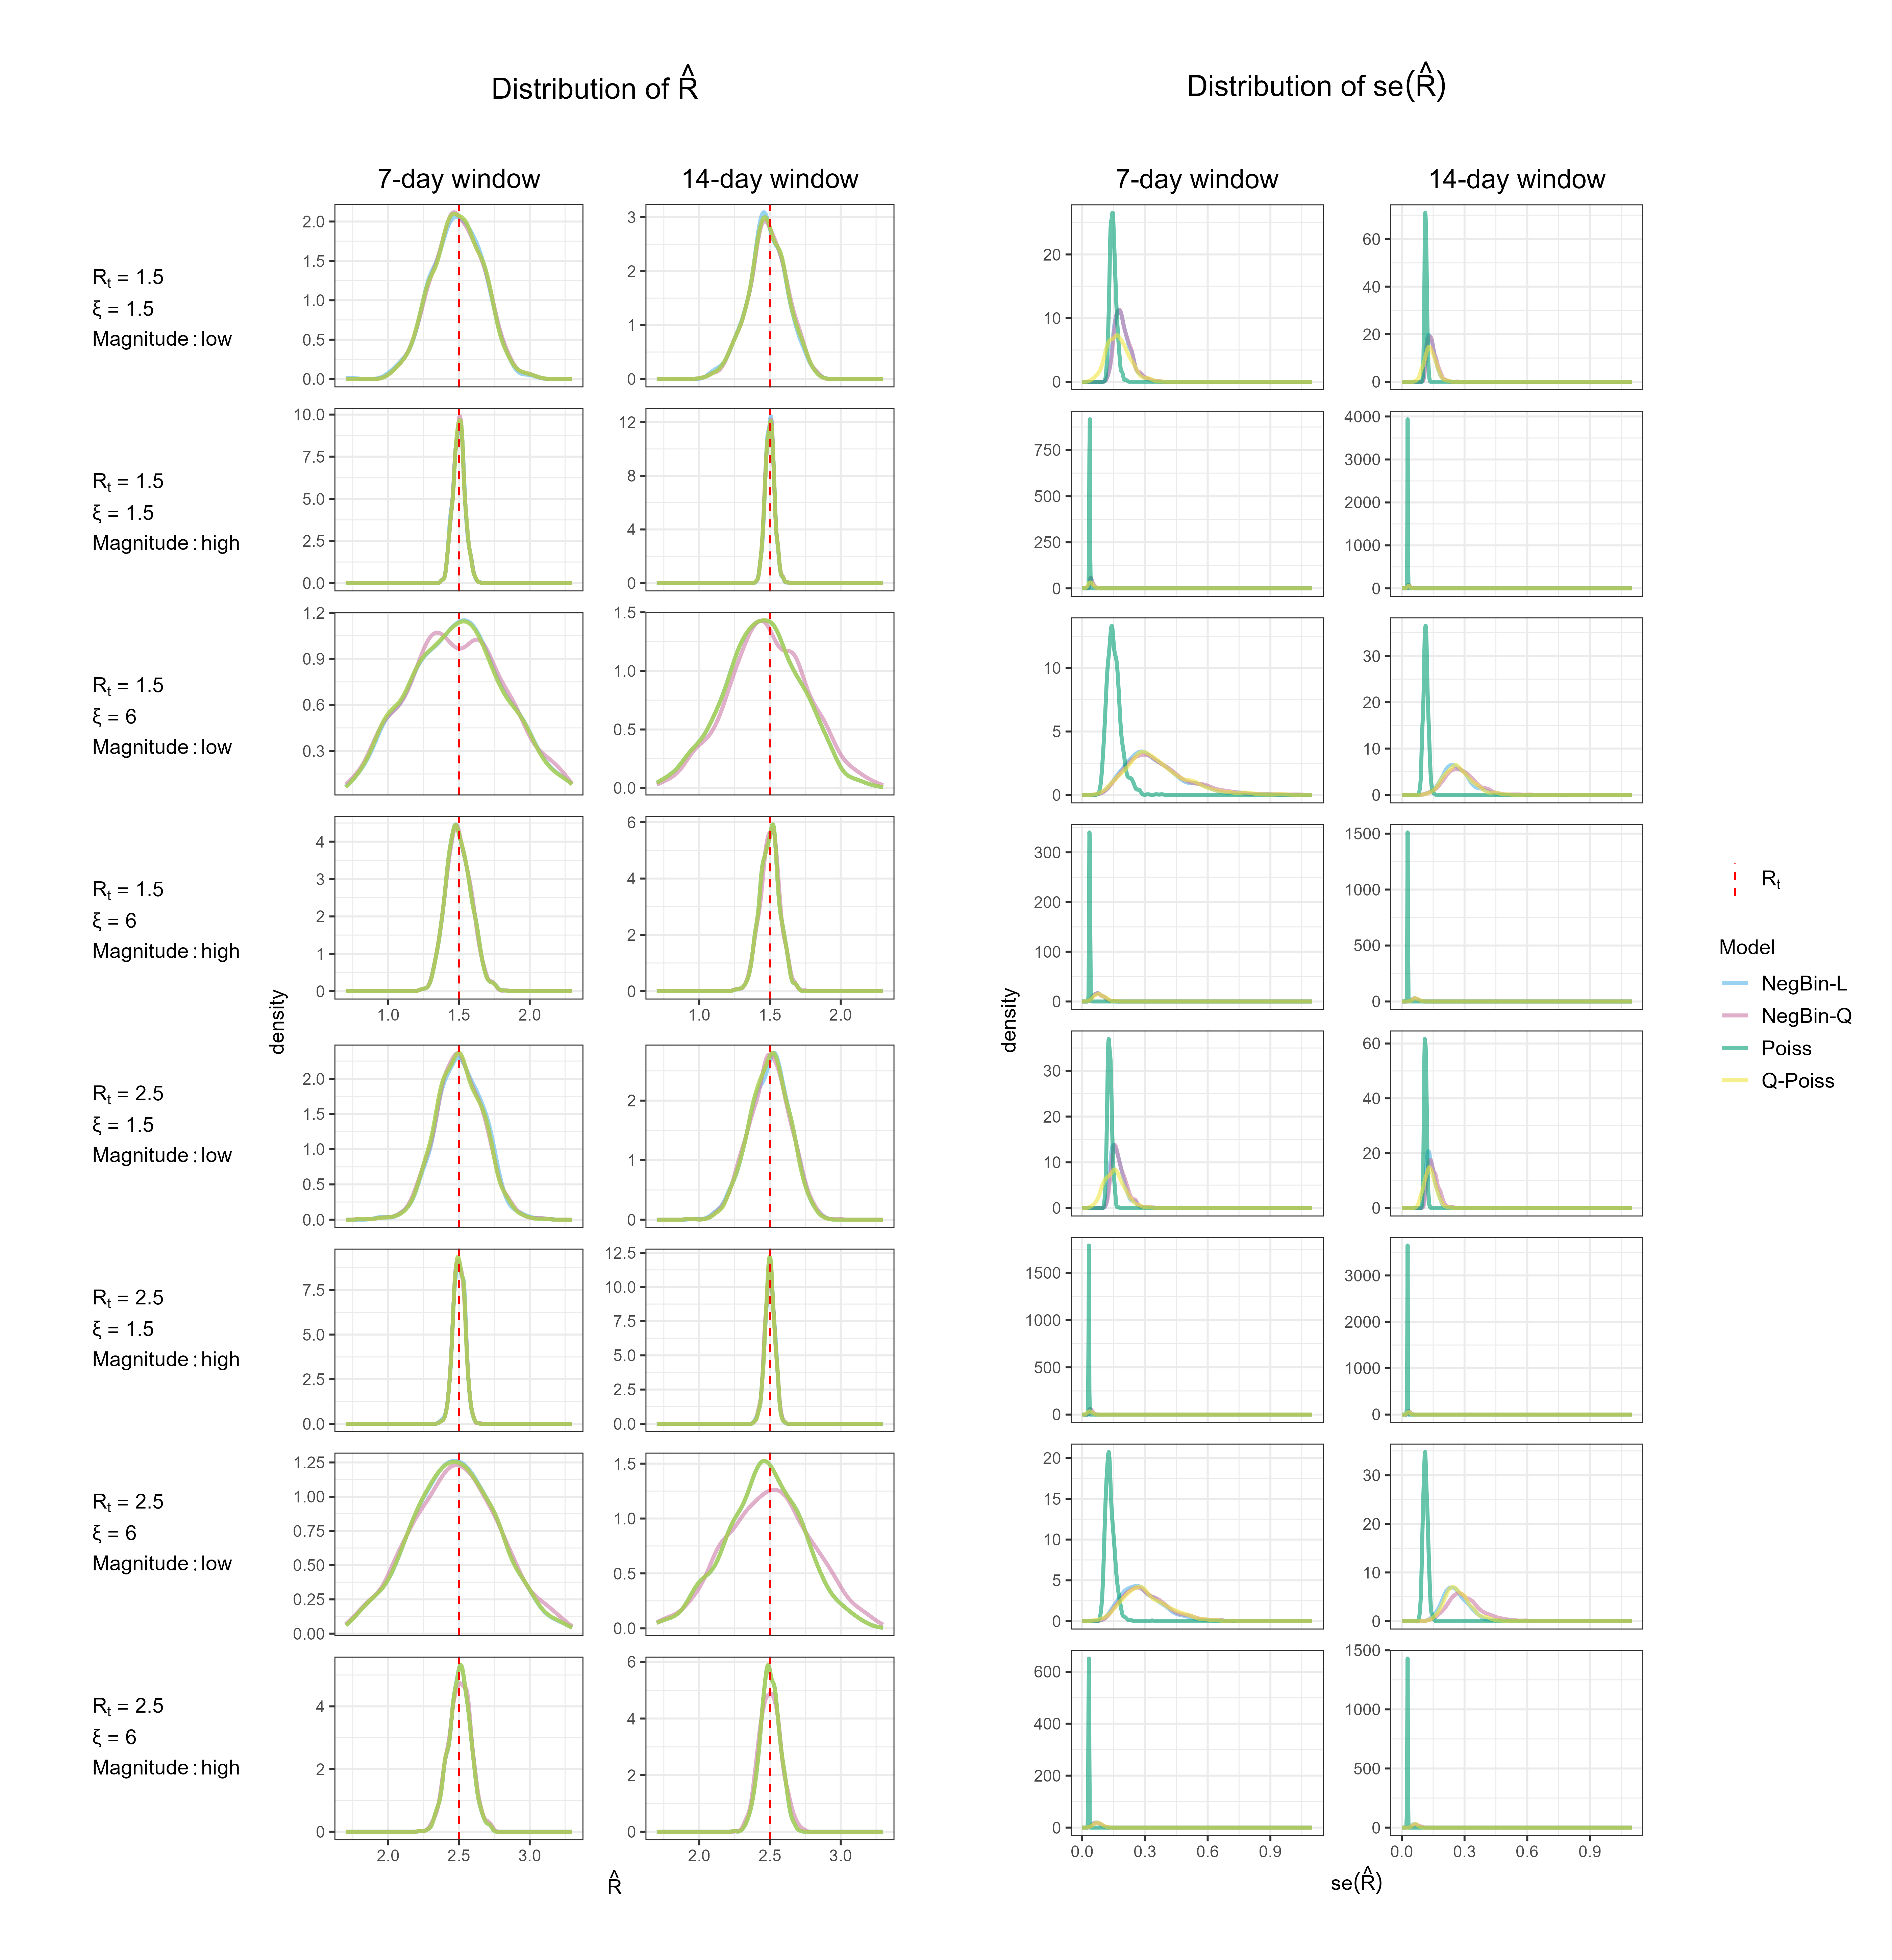 Distribution of R̂
Distribution of se(R̂)
7-day window
14-day window
7-day window
14-day window
Rₜ = 1.5
ξ = 1.5
Magnitude : low
2.0
1.5
1.0
0.5
0.0
3
2
1
0
20
10
0
60
40
20
0
Rₜ = 1.5
ξ = 1.5
Magnitude : high
10.0
7.5
5.0
2.5
0.0
12
8
4
0
750
500
250
0
4000
3000
2000
1000
0
Rₜ = 1.5
ξ = 6
Magnitude : low
1.2
0.9
0.6
0.3
1.5
1.0
0.5
0.0
10
5
0
30
20
10
0
Rₜ = 1.5
ξ = 6
Magnitude : high
4
3
2
1
0
6
4
2
0
300
200
100
0
1500
1000
500
0
1.0 1.5 2.0
1.0 1.5 2.0
density
density
Rₜ = 2.5
ξ = 1.5
Magnitude : low
2.0
1.5
1.0
0.5
0.0
2
1
0
30
20
10
0
60
40
20
0
Rₜ = 2.5
ξ = 1.5
Magnitude : high
7.5
5.0
2.5
0.0
12.5
10.0
7.5
5.0
2.5
0.0
1500
1000
500
0
3000
2000
1000
0
Rₜ = 2.5
ξ = 6
Magnitude : low
1.25
1.00
0.75
0.50
0.25
0.00
1.5
1.0
0.5
0.0
20
15
10
5
0
30
20
10
0
Rₜ = 2.5
ξ = 6
Magnitude : high
4
2
0
6
4
2
0
600
400
200
0
1500
1000
500
0
2.0 2.5 3.0
2.0 2.5 3.0
0.0 0.3 0.6 0.9
0.0 0.3 0.6 0.9
R̂
se(R̂)
Rₜ
Model
NegBin-L
NegBin-Q
Poiss
Q-Poiss